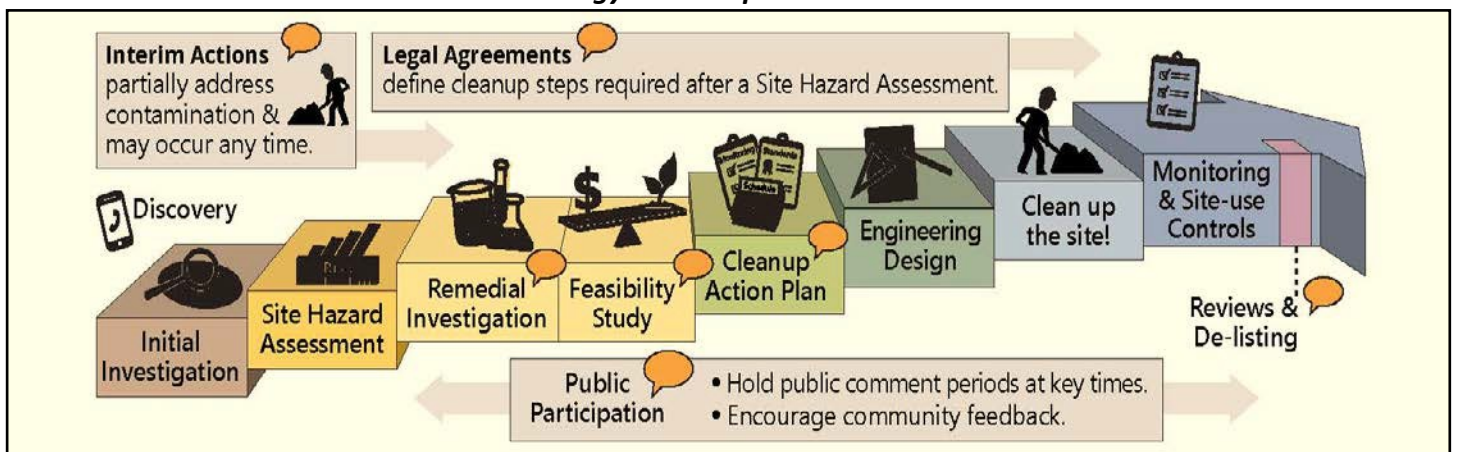 Interim Actions
partially address
contamination &
may occur any time.
Legal Agreements
define cleanup steps required after a Site Hazard Assessment.
Discovery
Initial
Investigation
Site Hazard
Assessment
Remedial
Investigation
$
Feasibility
Study
Monitoring
Standards
Schedule
Cleanup
Action Plan
Engineering
Design
Clean up
the site!
Monitoring
& Site-use
Controls
Reviews &
De-listing
Public
Participation
• Hold public comment periods at key times.
• Encourage community feedback.